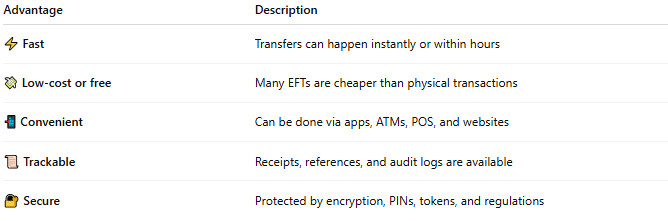 Advantage Description
⚡ Fast Transfers can happen instantly or within hours
💸 Low-cost or free Many EFTs are cheaper than physical transactions
📲 Convenient Can be done via apps, ATMs, POS, and websites
📜 Trackable Receipts, references, and audit logs are available
🔐 Secure Protected by encryption, PINs, tokens, and regulations